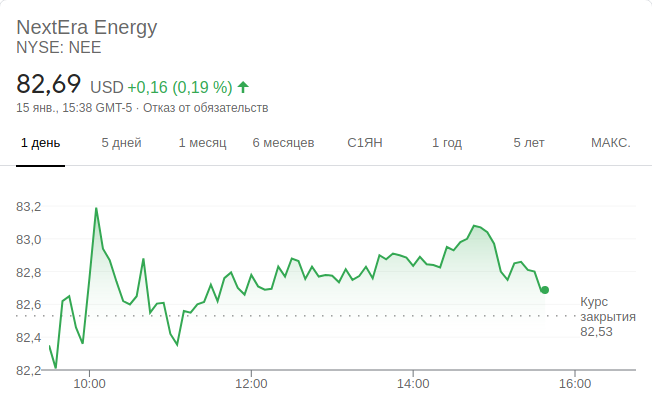 NextEra Energy
NYSE: NEE
82,69 USD +0,16 (0,19 %)
15 янв., 15:38 GMT-5 · Отказ от обязательств
1 день 5 дней 1 месяц 6 месяцев С1ЯН 1 год 5 лет МАКС.
83,2
83,0
82,8
82,6
82,4
82,2
Курс
закрытия
82,53
10:00 12:00 14:00 16:00